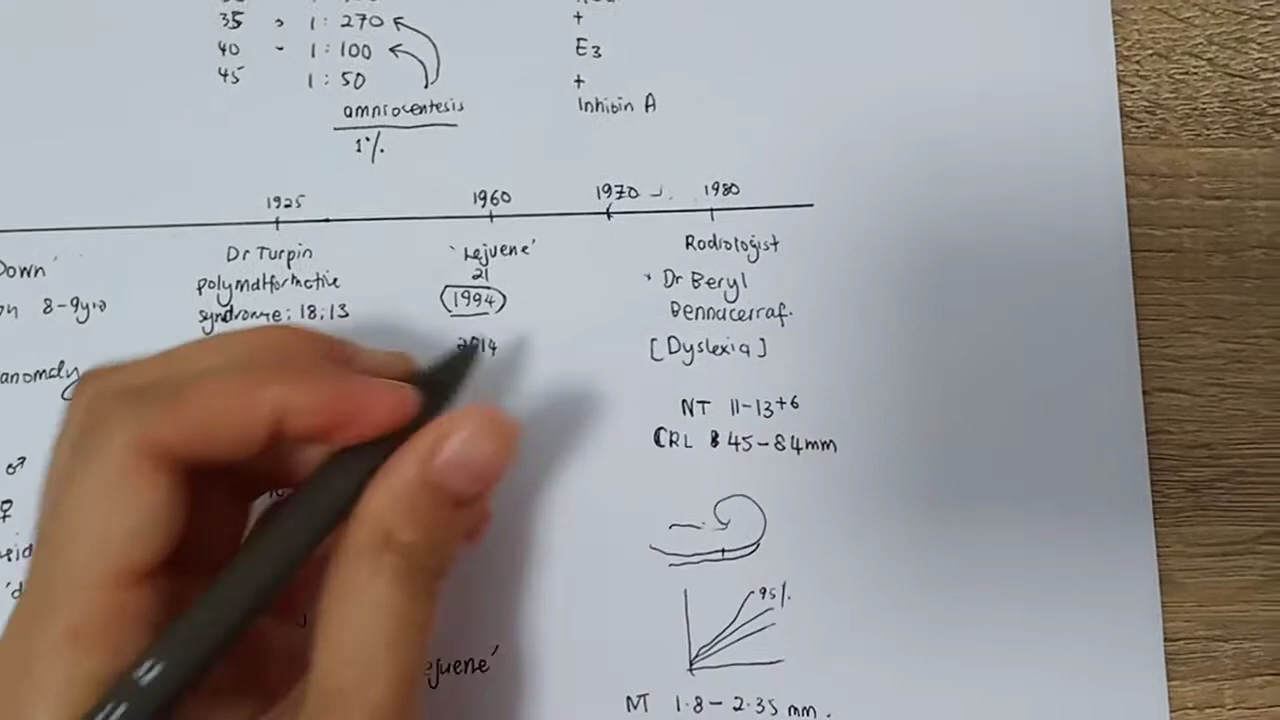 35 > 1 : 270
40 - 1 : 100
45 1 : 50
amniocentesis
1%
+
E3
+
Inhibin A
1925 1960 1970 1980
Down'
8-9yrs
anomaly
♂
♀
Dr Turpin
polymalformative
syndrome; 18; 13
'Lejuene'
21
1994
2014
Radiologist
* Dr Beryl
Bennacerraf.
[Dyslexia]
NT 11-13+6
CRL 45-84mm
95%
ejuene'
NT 1.8 - 2.35 mm.